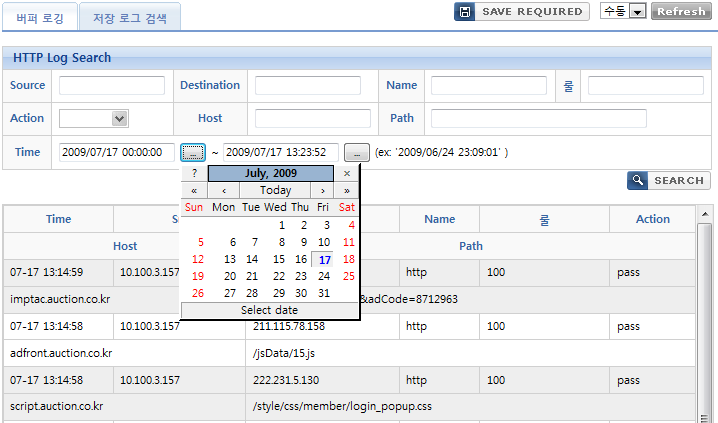 버퍼 로깅 저장 로그 검색 SAVE REQUIRED 수동 Refresh
HTTP Log Search
Source Destination Name 룰
Action Host Path
Time 2009/07/17 00:00:00 ... ~ 2009/07/17 13:23:52 ... (ex: '2009/06/24 23:09:01' )
? July, 2009 ×
« ‹ Today › »
SEARCH
Sun Mon Tue Wed Thu Fri Sat
1 2 3 4
5 6 7 8 9 10 11
12 13 14 15 16 17 18
19 20 21 22 23 24 25
26 27 28 29 30 31
Select date
Time Name 룰 Action
Host Path
07-17 13:14:59 10.100.3.157 http 100 pass
imptac.auction.co.kr &adCode=8712963
07-17 13:14:58 10.100.3.157 211.115.78.158 http 100 pass
adfront.auction.co.kr /jsData/15.js
07-17 13:14:58 10.100.3.157 222.231.5.130 http 100 pass
script.auction.co.kr /style/css/member/login_popup.css